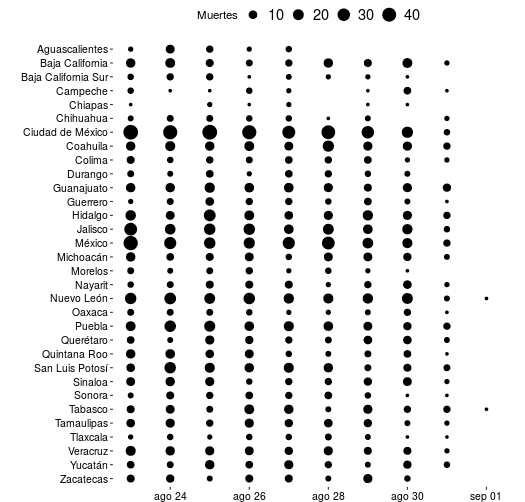 Muertes 10 20 30 40
Aguascalientes
Baja California
Baja California Sur
Campeche
Chiapas
Chihuahua
Ciudad de México
Coahuila
Colima
Durango
Guanajuato
Guerrero
Hidalgo
Jalisco
México
Michoacán
Morelos
Nayarit
Nuevo León
Oaxaca
Puebla
Querétaro
Quintana Roo
San Luis Potosí
Sinaloa
Sonora
Tabasco
Tamaulipas
Tlaxcala
Veracruz
Yucatán
Zacatecas
ago 24 ago 26 ago 28 ago 30 sep 01